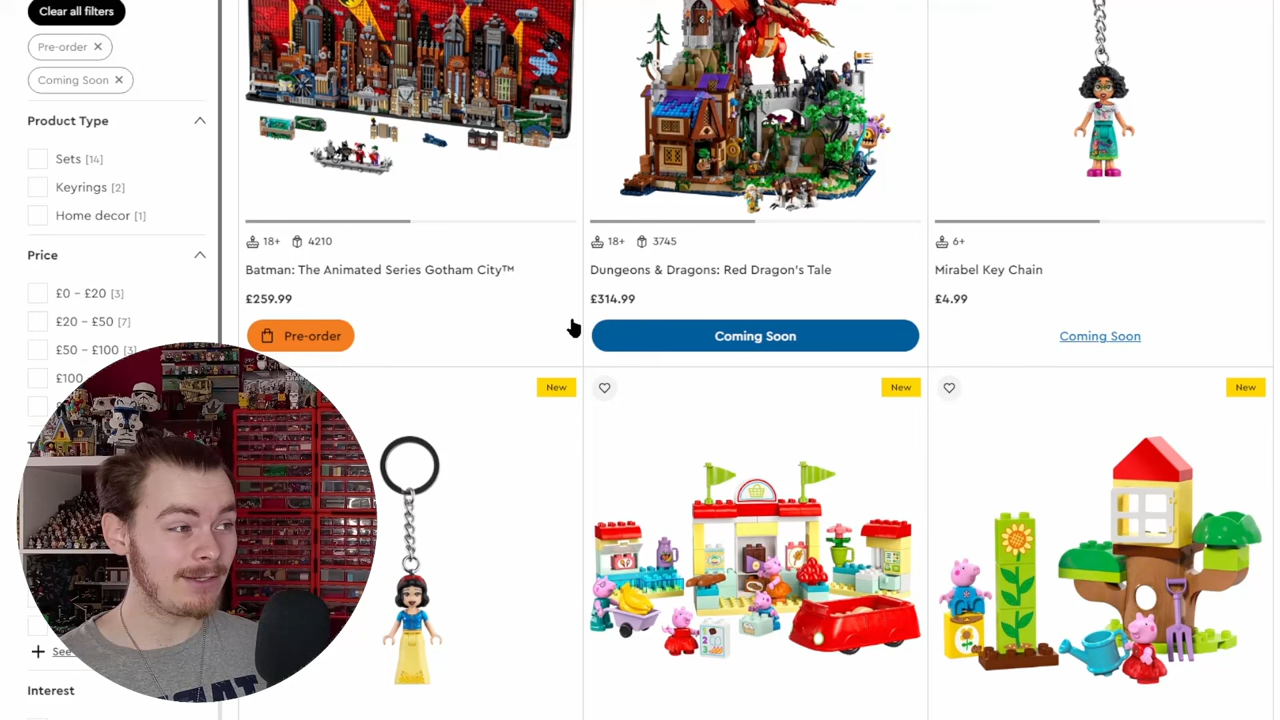 Clear all filters
Pre-order ✕
Coming Soon ✕
Product Type
Sets [14]
Keyrings [2]
Home decor [1]
Price
£0 – £20 [3]
£20 – £50 [7]
£50 – £100 [3]
£100
Interest
18+ 4210
Batman: The Animated Series Gotham City™
£259.99
Pre-order
18+ 3745
Dungeons & Dragons: Red Dragon's Tale
£314.99
Coming Soon
6+
Mirabel Key Chain
£4.99
Coming Soon
New
New
New